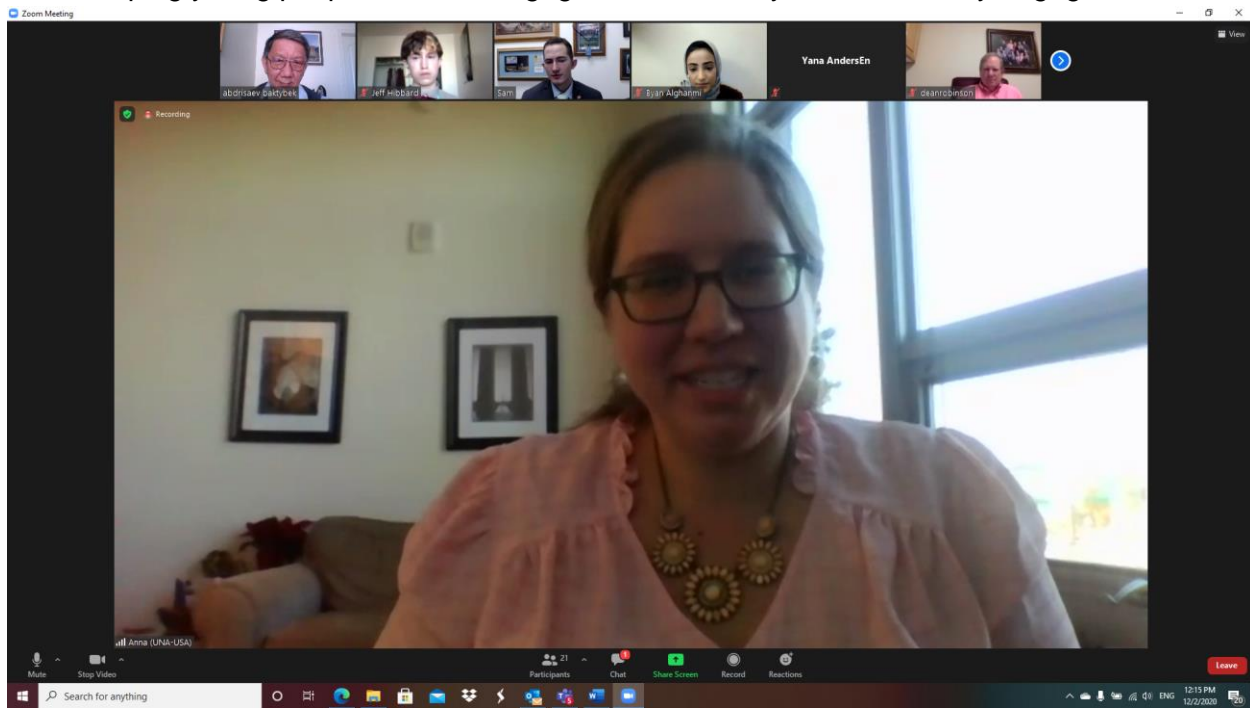 Zoom Meeting
View
abdrisaev baktybek
Jeff Hibbard
Sam
Eyan Alghanmi
Yana AndersEn
deanrobinson
Recording
Anna (UNA-USA)
Mute
Stop Video
Participants
21
Chat
1
Share Screen
Record
Reactions
Leave
Search for anything
ENG
12:15 PM
12/2/2020
20